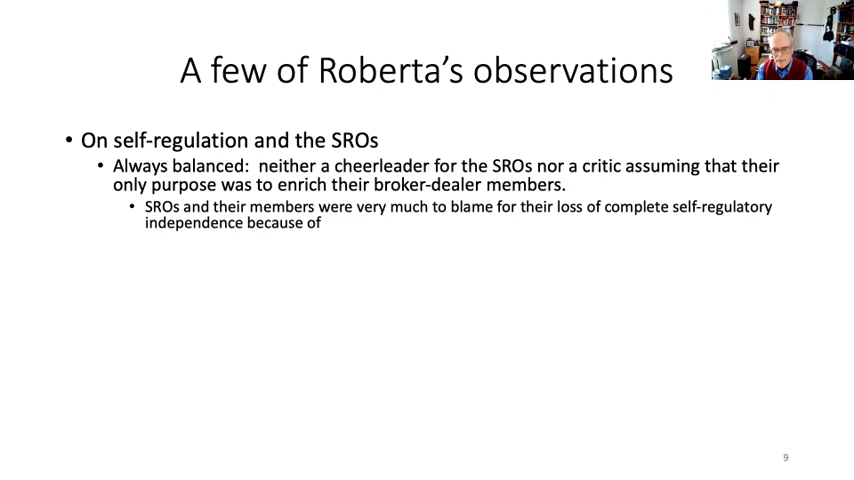 A few of Roberta's observations
• On self-regulation and the SROs
• Always balanced: neither a cheerleader for the SROs nor a critic assuming that their
only purpose was to enrich their broker-dealer members.
• SROs and their members were very much to blame for their loss of complete self-regulatory
independence because of
9